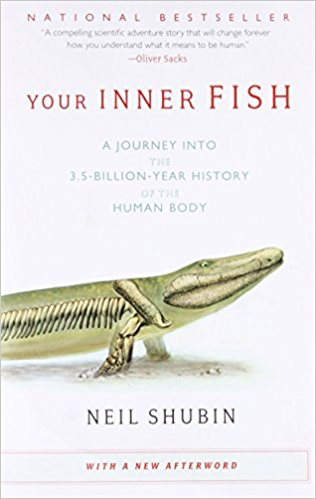 NATIONAL BESTSELLER
"A compelling scientific adventure story that will change forever
how you understand what it means to be human."
—Oliver Sacks
YOUR INNER FISH
A JOURNEY INTO
THE
3.5-BILLION-YEAR HISTORY
OF THE
HUMAN BODY
NEIL SHUBIN
WITH A NEW AFTERWORD